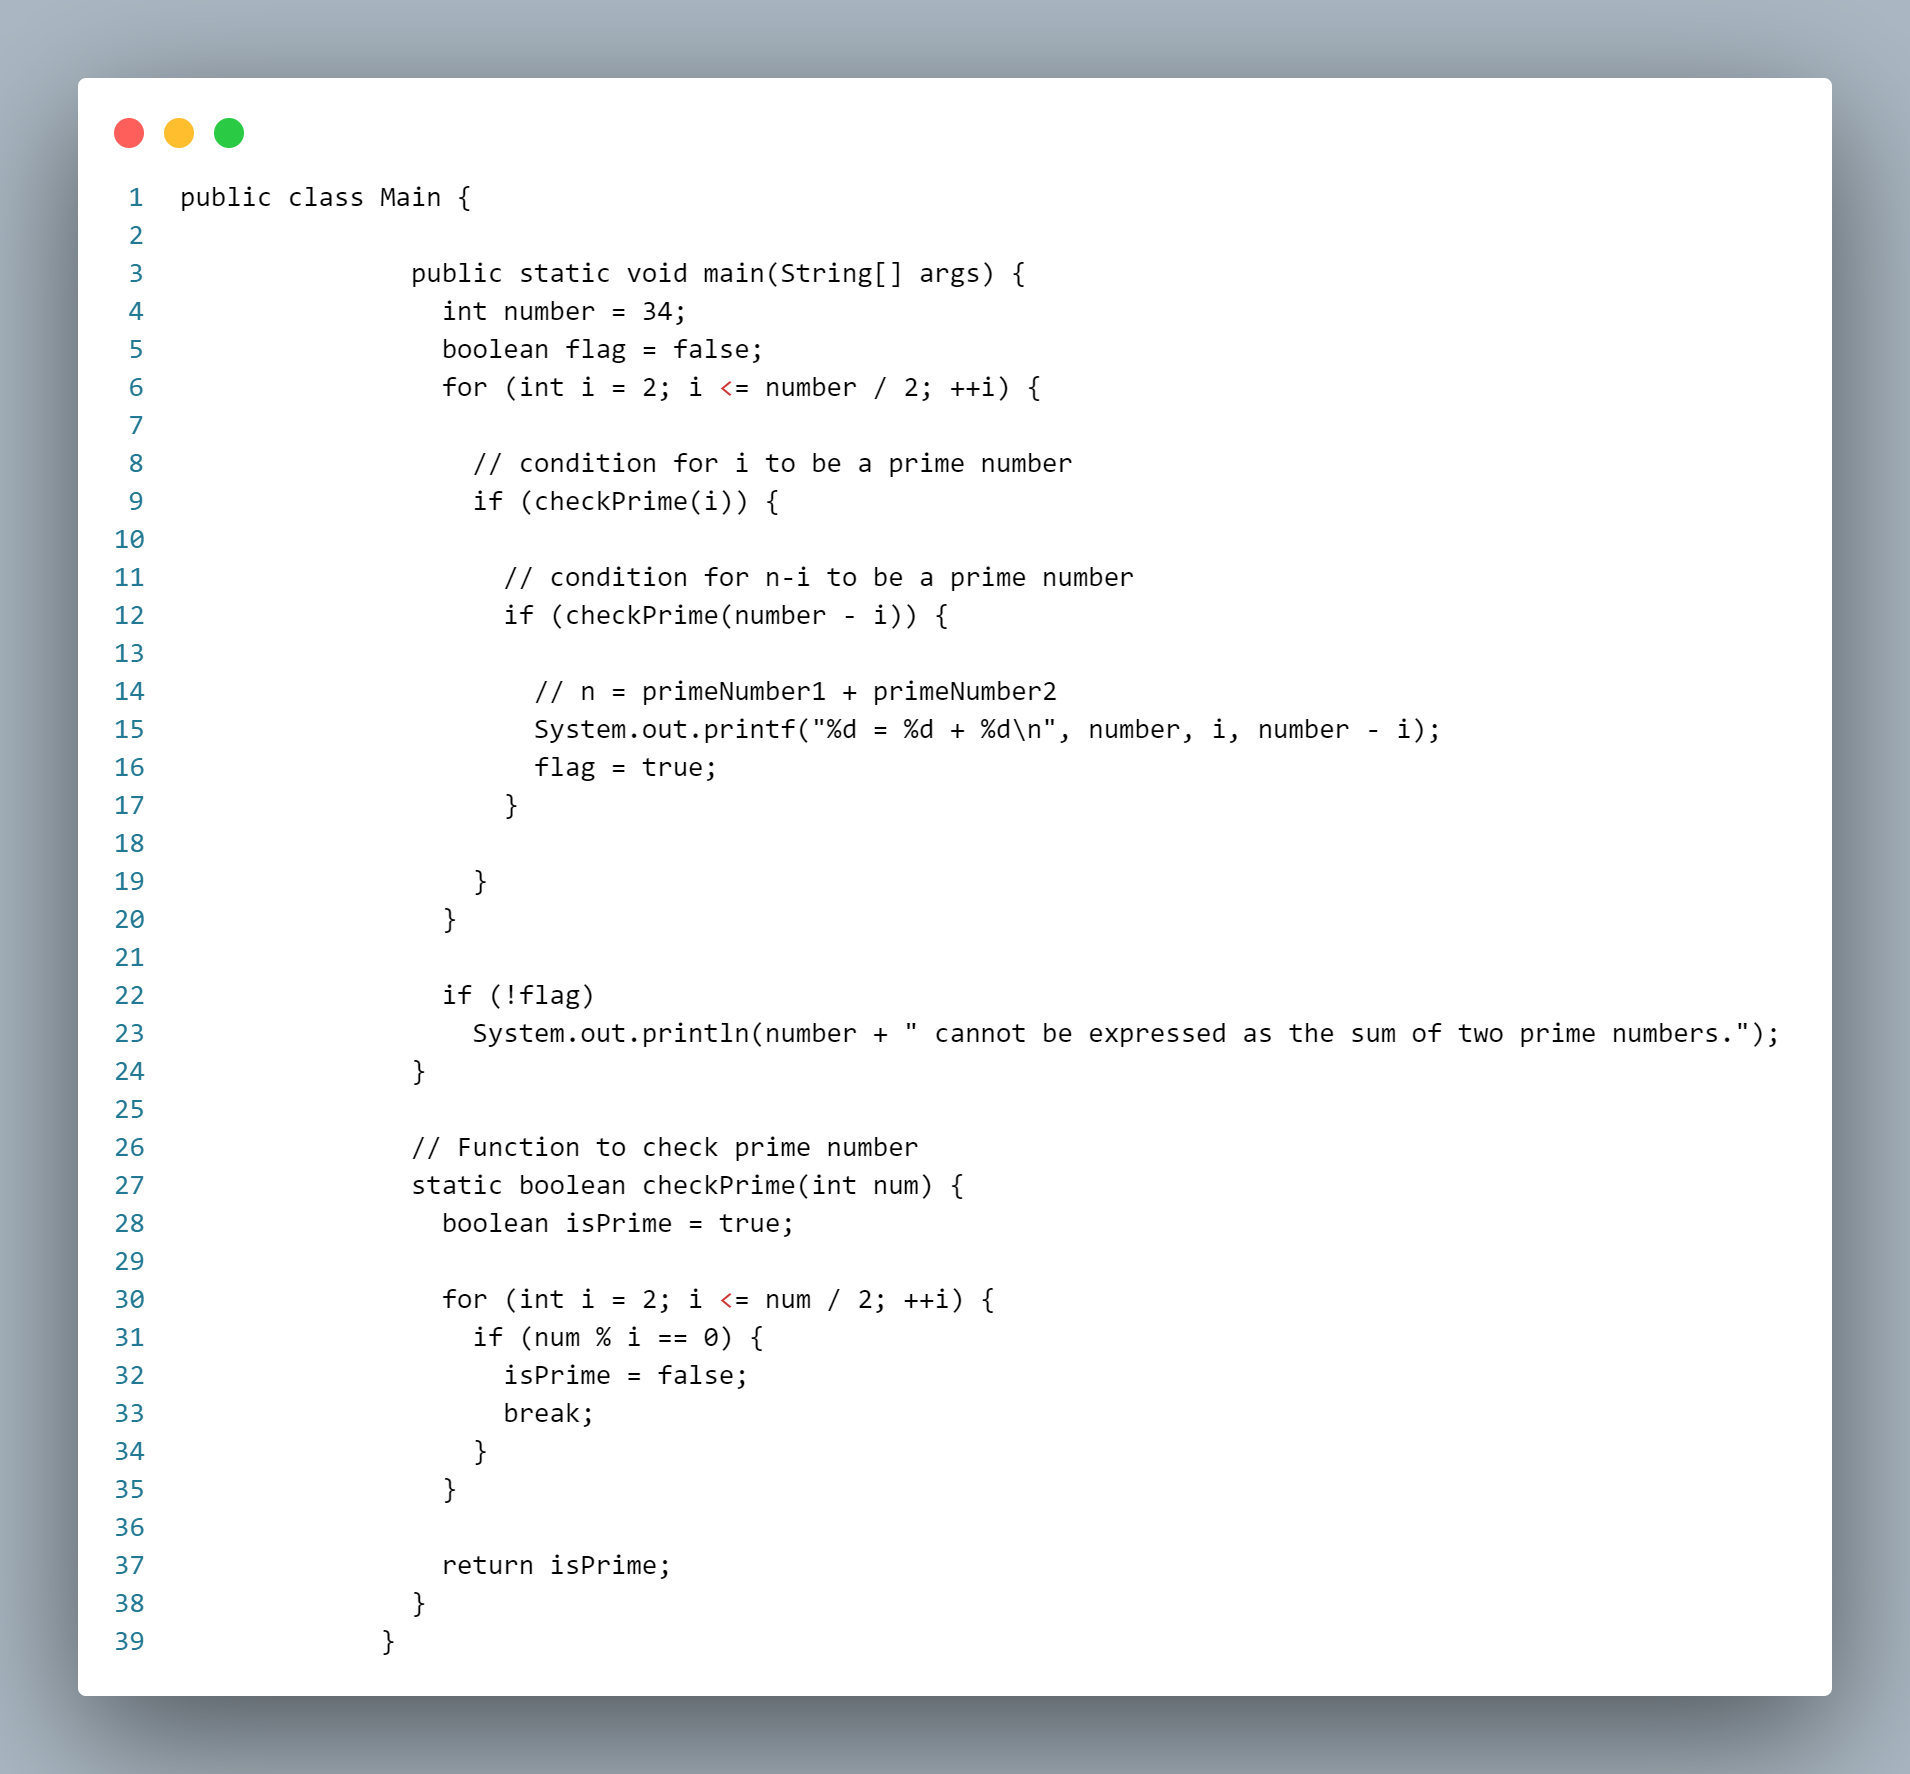 1 public class Main {
2
3 public static void main(String[] args) {
4 int number = 34;
5 boolean flag = false;
6 for (int i = 2; i <= number / 2; ++i) {
7
8 // condition for i to be a prime number
9 if (checkPrime(i)) {
10
11 // condition for n-i to be a prime number
12 if (checkPrime(number - i)) {
13
14 // n = primeNumber1 + primeNumber2
15 System.out.printf("%d = %d + %d\n", number, i, number - i);
16 flag = true;
17 }
18
19 }
20 }
21
22 if (!flag)
23 System.out.println(number + " cannot be expressed as the sum of two prime numbers.");
24 }
25
26 // Function to check prime number
27 static boolean checkPrime(int num) {
28 boolean isPrime = true;
29
30 for (int i = 2; i <= num / 2; ++i) {
31 if (num % i == 0) {
32 isPrime = false;
33 break;
34 }
35 }
36
37 return isPrime;
38 }
39 }